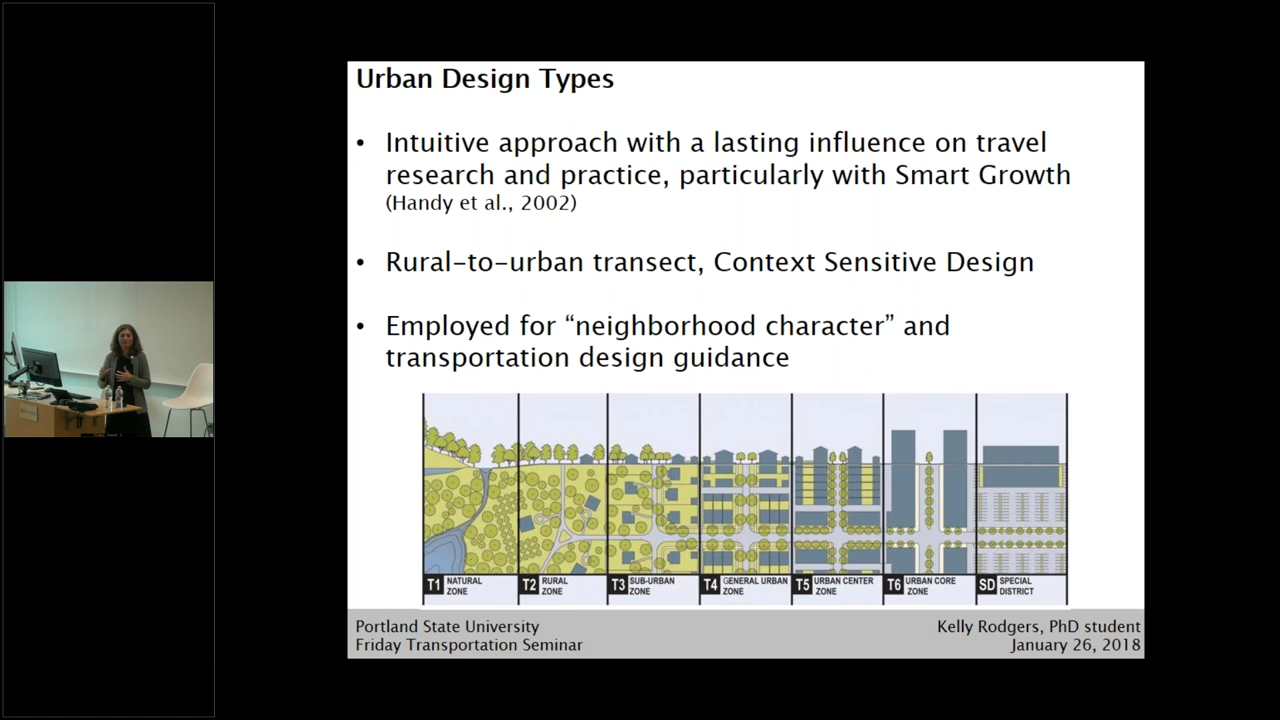 Urban Design Types
• Intuitive approach with a lasting influence on travel
research and practice, particularly with Smart Growth
(Handy et al., 2002)
• Rural-to-urban transect, Context Sensitive Design
• Employed for “neighborhood character” and
transportation design guidance
T1 NATURAL ZONE
T2 RURAL ZONE
T3 SUB-URBAN ZONE
T4 GENERAL URBAN ZONE
T5 URBAN CENTER ZONE
T6 URBAN CORE ZONE
SD SPECIAL DISTRICT
Portland State University
Friday Transportation Seminar
Kelly Rodgers, PhD student
January 26, 2018